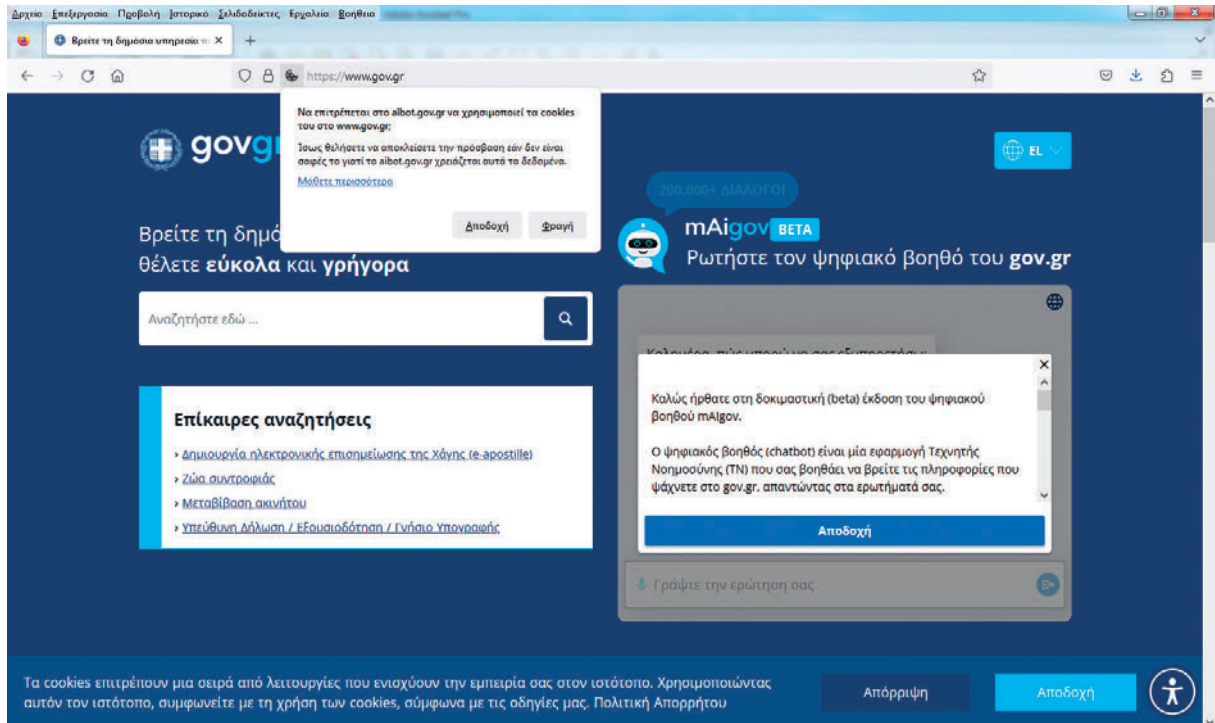 Αρχείο Επεξεργασία Προβολή Ιστορικό Σελιδοδείκτες Εργαλεία Βοήθεια
Βρείτε τη δημόσια υπηρεσία π
https://www.gov.gr
Να επιτρέπεται στο aibot.gov.gr να χρησιμοποιεί τα cookies
του στο www.gov.gr;
Ίσως θελήσετε να αποκλείσετε την πρόσβαση εάν δεν είναι
σαφές το γιατί το aibot.gov.gr χρειάζεται αυτά τα δεδομένα.
Μάθετε περισσότερα
Αποδοχή Φραγή
govg
EL
200.000+ ΔΙΑΛΟΓΟΙ
mAigov BETA
Ρωτήστε τον ψηφιακό βοηθό του gov.gr
Βρείτε τη δημό
θέλετε εύκολα και γρήγορα
Αναζητήστε εδώ ...
Επίκαιρες αναζητήσεις
› Δημιουργία ηλεκτρονικής επισημείωσης της Χάγης (e-apostille)
› Ζώα συντροφιάς
› Μεταβίβαση ακινήτου
› Υπεύθυνη Δήλωση / Εξουσιοδότηση / Γνήσιο Υπογραφής
Καλημέρα, πώς μπορώ να σας εξυπηρετήσω;
Καλώς ήρθατε στη δοκιμαστική (beta) έκδοση του ψηφιακού
βοηθού mAIgov.
Ο ψηφιακός βοηθός (chatbot) είναι μία εφαρμογή Τεχνητής
Νοημοσύνης (ΤΝ) που σας βοηθάει να βρείτε τις πληροφορίες που
ψάχνετε στο gov.gr, απαντώντας στα ερωτήματά σας.
Αποδοχή
Γράψτε την ερώτηση σας
Τα cookies επιτρέπουν μια σειρά από λειτουργίες που ενισχύουν την εμπειρία σας στον ιστότοπο. Χρησιμοποιώντας
αυτόν τον ιστότοπο, συμφωνείτε με τη χρήση των cookies, σύμφωνα με τις οδηγίες μας. Πολιτική Απορρήτου
Απόρριψη Αποδοχή